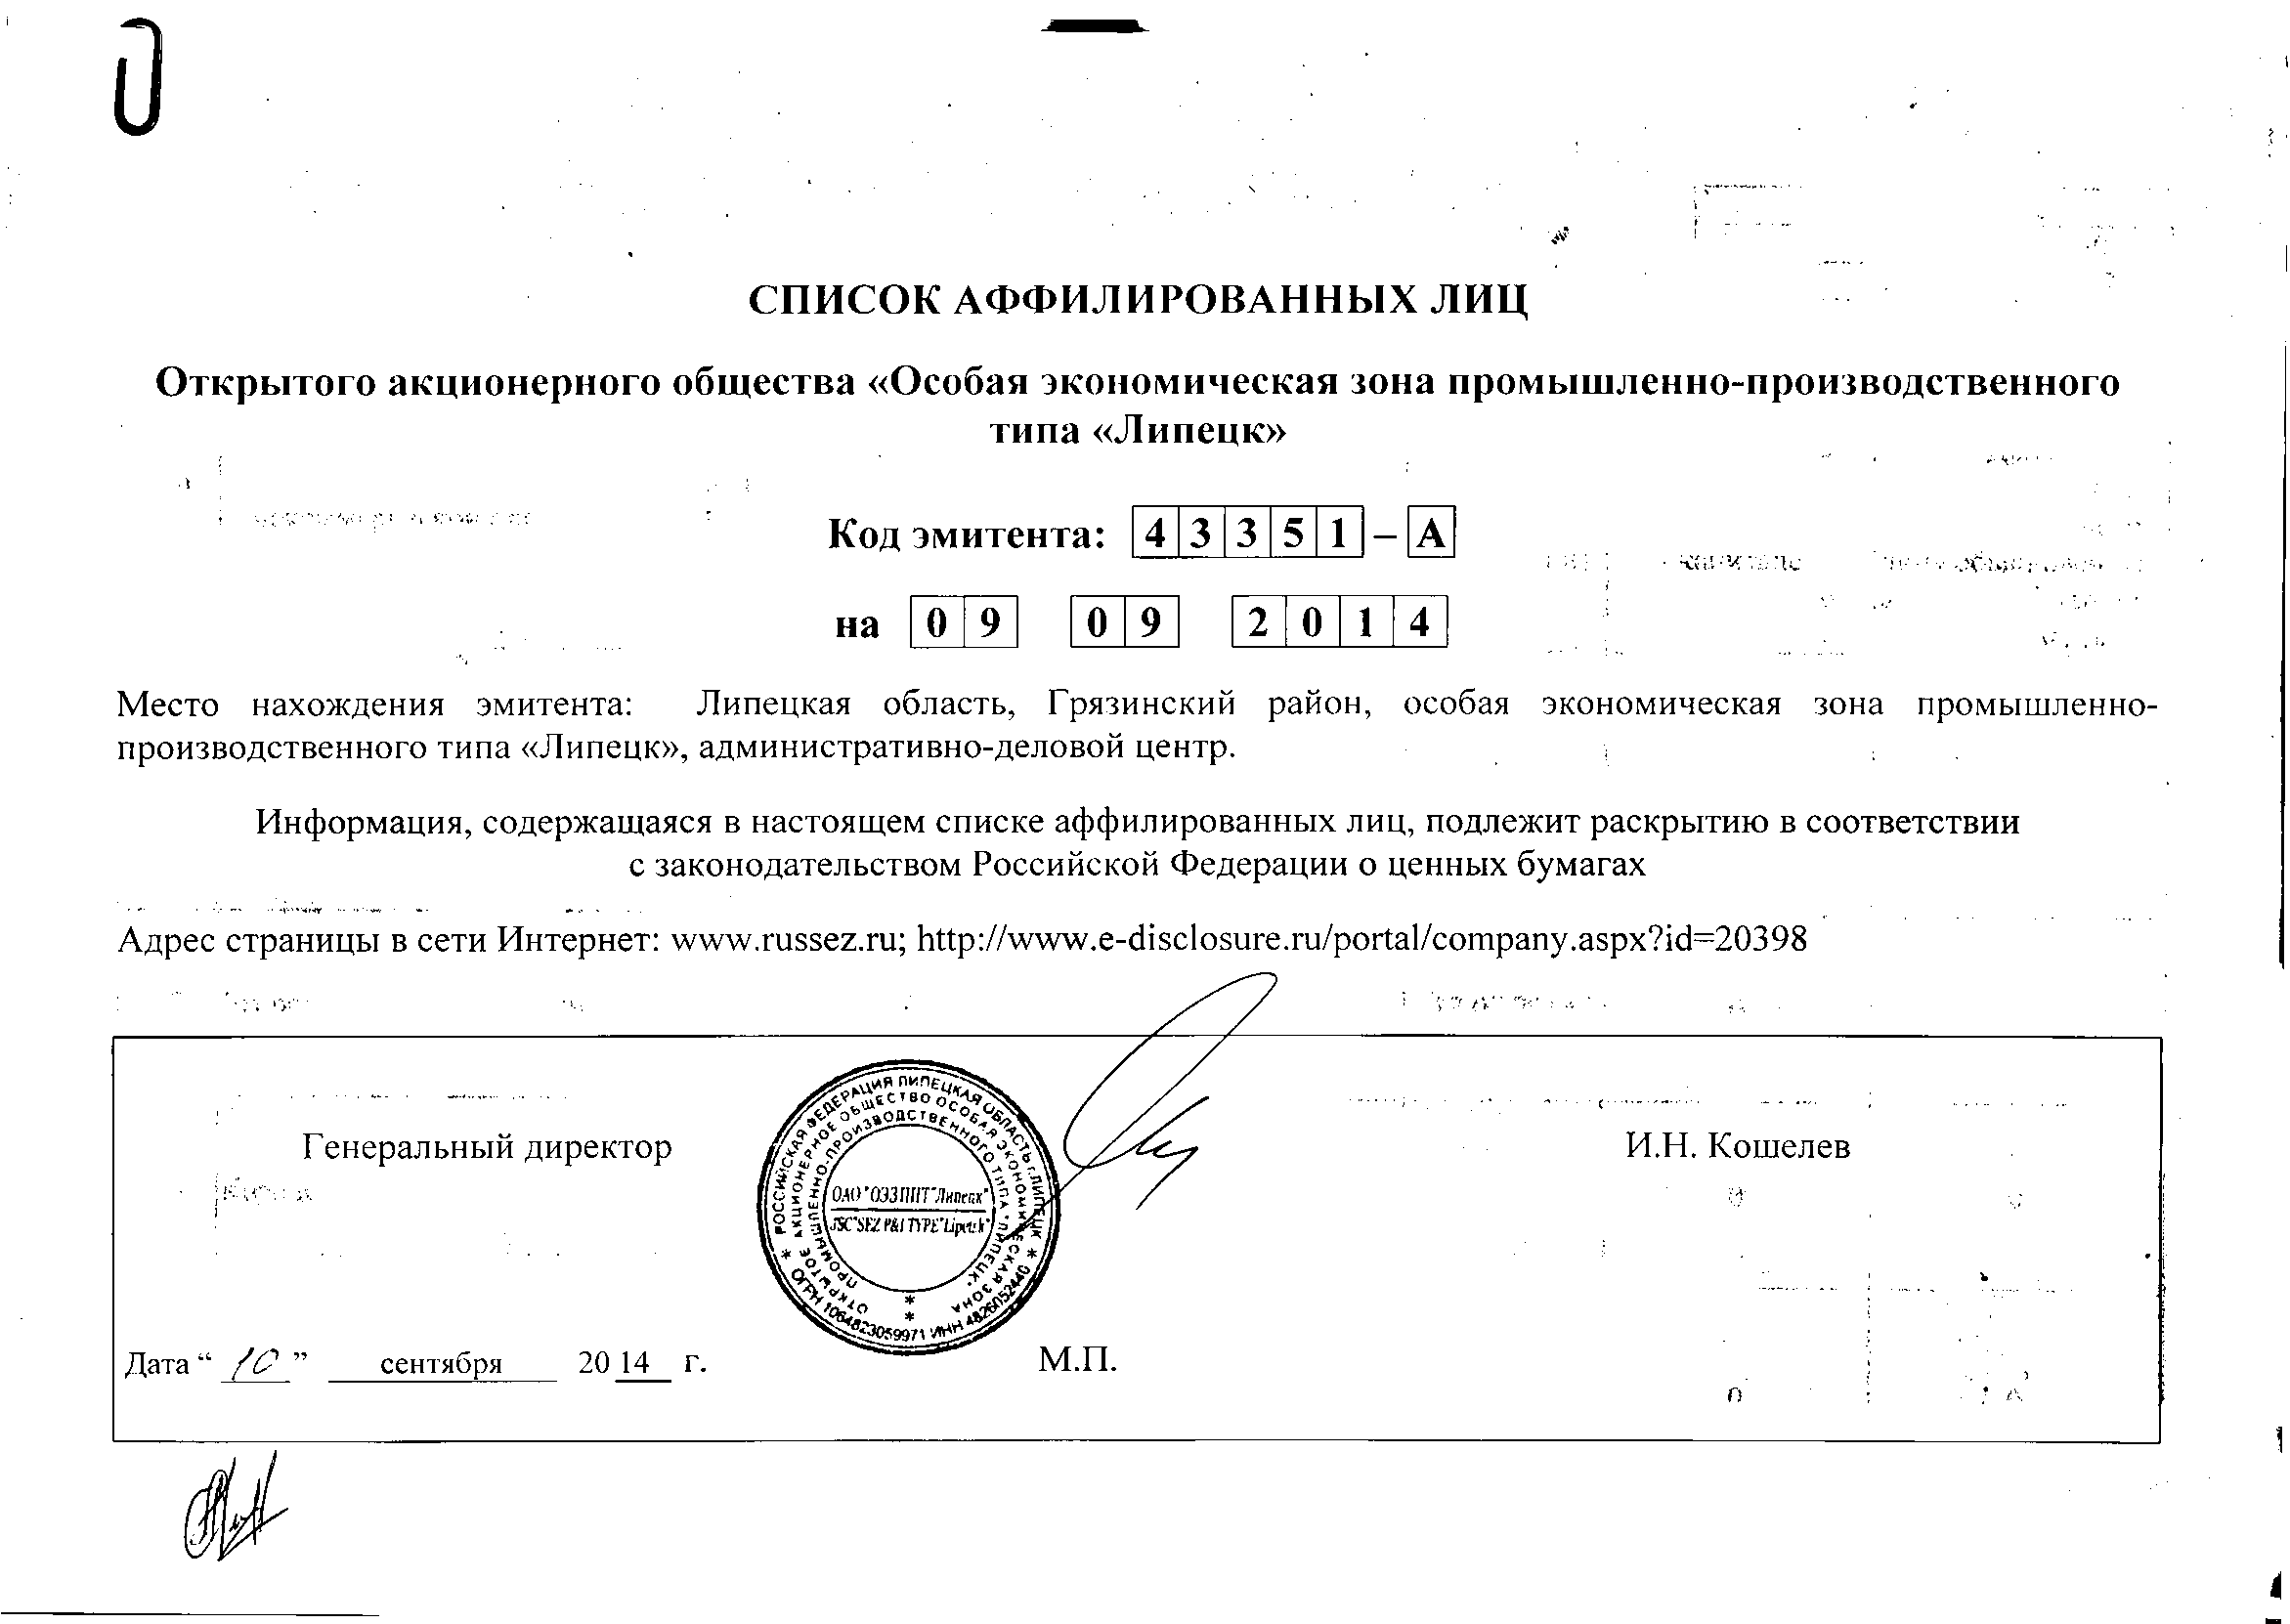 СПИСОК АФФИЛИРОВАННЫХ ЛИЦ
Открытого акционерного общества «Особая экономическая зона промышленно-производственного
типа «Липецк»
Код эмитента: 4 3 3 5 1 – А
на 0 9 0 9 2 0 1 4
Место нахождения эмитента: Липецкая область, Грязинский район, особая экономическая зона промышленно-
производственного типа «Липецк», административно-деловой центр.
Информация, содержащаяся в настоящем списке аффилированных лиц, подлежит раскрытию в соответствии
с законодательством Российской Федерации о ценных бумагах
Адрес страницы в сети Интернет: www.russez.ru; http://www.e-disclosure.ru/portal/company.aspx?id=20398
Генеральный директор
И.Н. Кошелев
РОССИЙСКАЯ ФЕДЕРАЦИЯ ЛИПЕЦКАЯ ОБЛАСТЬ г.ЛИПЕЦК
* ОГРН 1064823059971 ИНН 4826052440 *
ОТКРЫТОЕ АКЦИОНЕРНОЕ ОБЩЕСТВО ОСОБАЯ ЭКОНОМИЧЕСКАЯ ЗОНА
ПРОМЫШЛЕННО-ПРОИЗВОДСТВЕННОГО ТИПА "ЛИПЕЦК"
ОАО "ОЭЗ ППТ "Липецк"
JSC "SEZ P&I TYPE "Lipetsk"
Дата “ 10 ” сентября 20 14 г.
М.П.